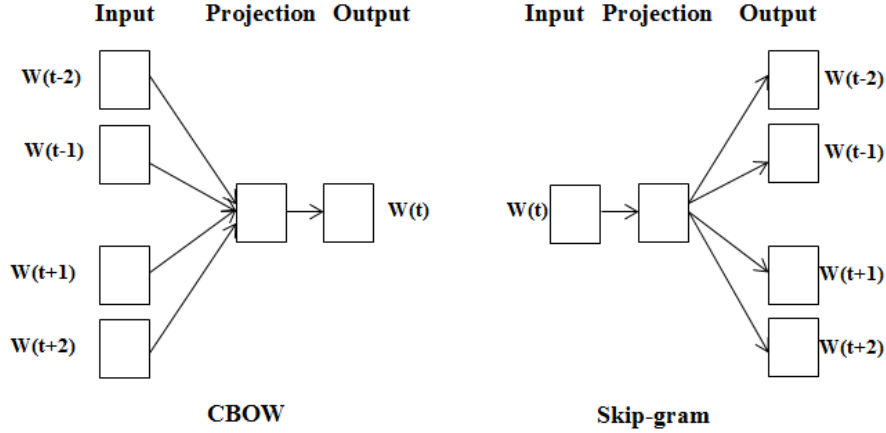 Input Projection Output
W(t-2)
W(t-1)
W(t)
W(t+1)
W(t+2)
CBOW
Input Projection Output
W(t-2)
W(t-1)
W(t)
W(t+1)
W(t+2)
Skip-gram